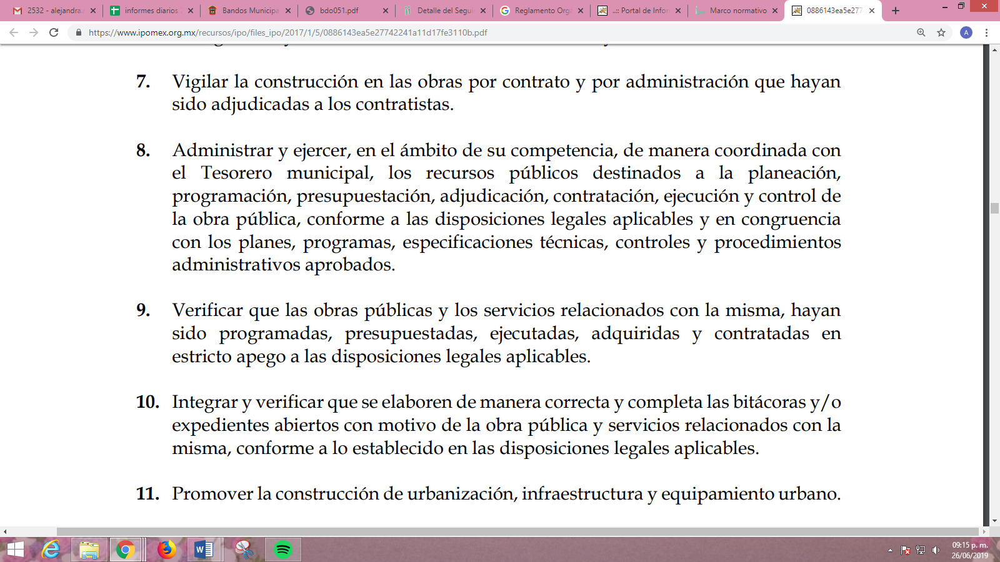 2532 - alejandra.
informes diarios
Bandos Municipa
bdo051.pdf
Detalle del Segui
Reglamento Orga
..:: Portal de Infor
Marco normativo
0886143ea5e277
https://www.ipomex.org.mx/recursos/ipo/files_ipo/2017/1/5/0886143ea5e27742241a11d17fe3110b.pdf
A
7. Vigilar la construcción en las obras por contrato y por administración que hayan
sido adjudicadas a los contratistas.
8. Administrar y ejercer, en el ámbito de su competencia, de manera coordinada con
el Tesorero municipal, los recursos públicos destinados a la planeación,
programación, presupuestación, adjudicación, contratación, ejecución y control de
la obra pública, conforme a las disposiciones legales aplicables y en congruencia
con los planes, programas, especificaciones técnicas, controles y procedimientos
administrativos aprobados.
9. Verificar que las obras públicas y los servicios relacionados con la misma, hayan
sido programadas, presupuestadas, ejecutadas, adquiridas y contratadas en
estricto apego a las disposiciones legales aplicables.
10. Integrar y verificar que se elaboren de manera correcta y completa las bitácoras y/o
expedientes abiertos con motivo de la obra pública y servicios relacionados con la
misma, conforme a lo establecido en las disposiciones legales aplicables.
11. Promover la construcción de urbanización, infraestructura y equipamiento urbano.
09:15 p. m.
26/06/2019